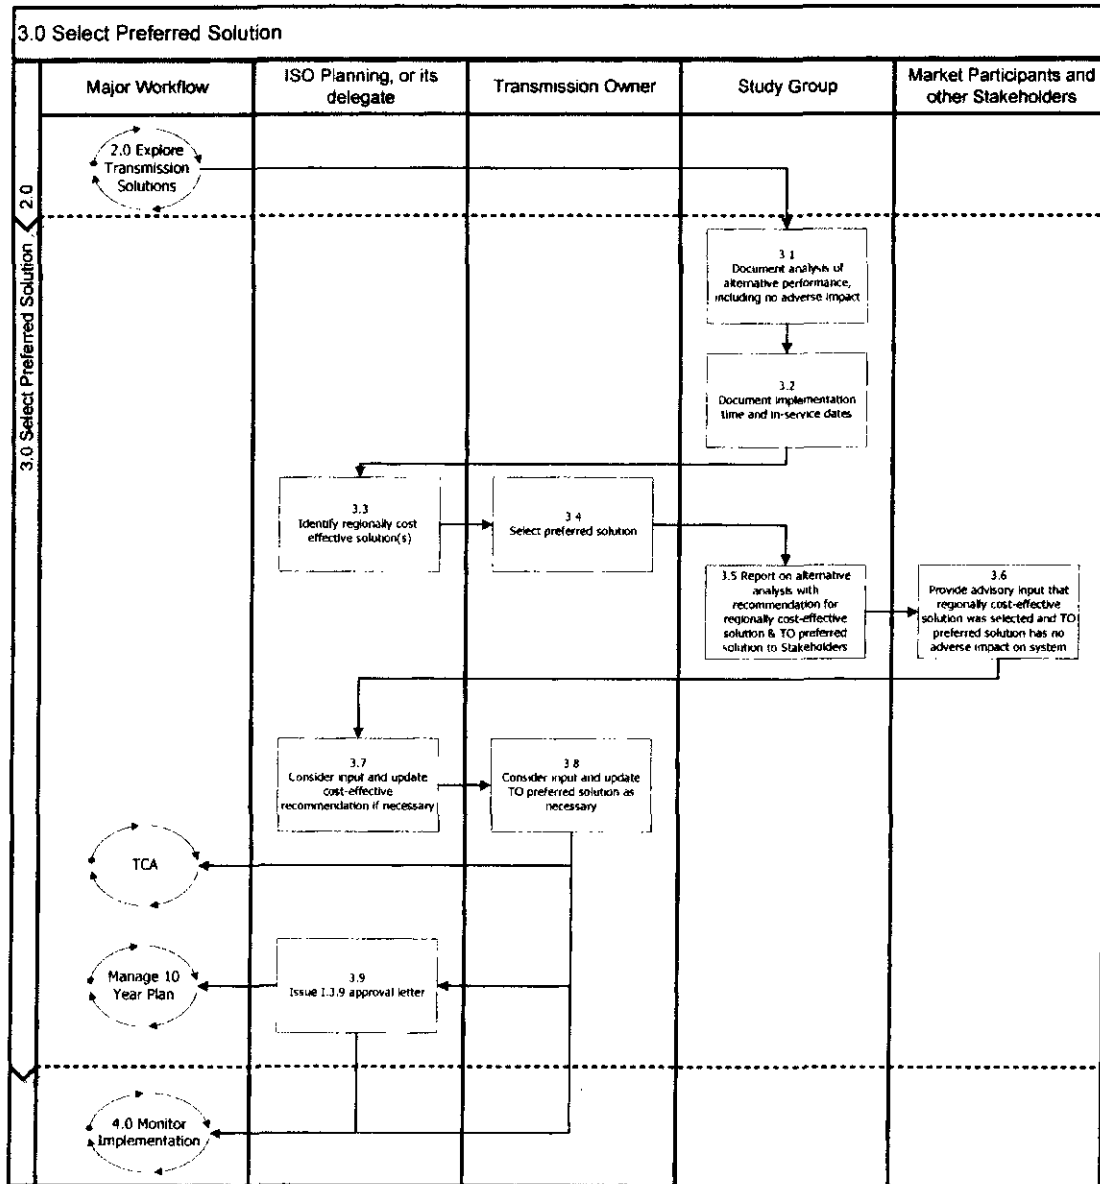 3.0 Select Preferred Solution
Major Workflow
ISO Planning, or its
delegate
Transmission Owner
Study Group
Market Participants and
other Stakeholders
2.0
3.0 Select Preferred Solution
2.0 Explore
Transmission
Solutions
3.1
Document analysis of
alternative performance,
including no adverse impact
3.2
Document implementation
time and in-service dates
3.3
Identify regionally cost
effective solution(s)
3.4
Select preferred solution
3.5 Report on alternative
analysis with
recommendation for
regionally cost-effective
solution & TO preferred
solution to Stakeholders
3.6
Provide advisory input that
regionally cost-effective
solution was selected and TO
preferred solution has no
adverse impact on system
3.7
Consider input and update
cost-effective
recommendation if necessary
3.8
Consider input and update
TO preferred solution as
necessary
TCA
Manage 10
Year Plan
3.9
Issue I.3.9 approval letter
4.0 Monitor
Implementation